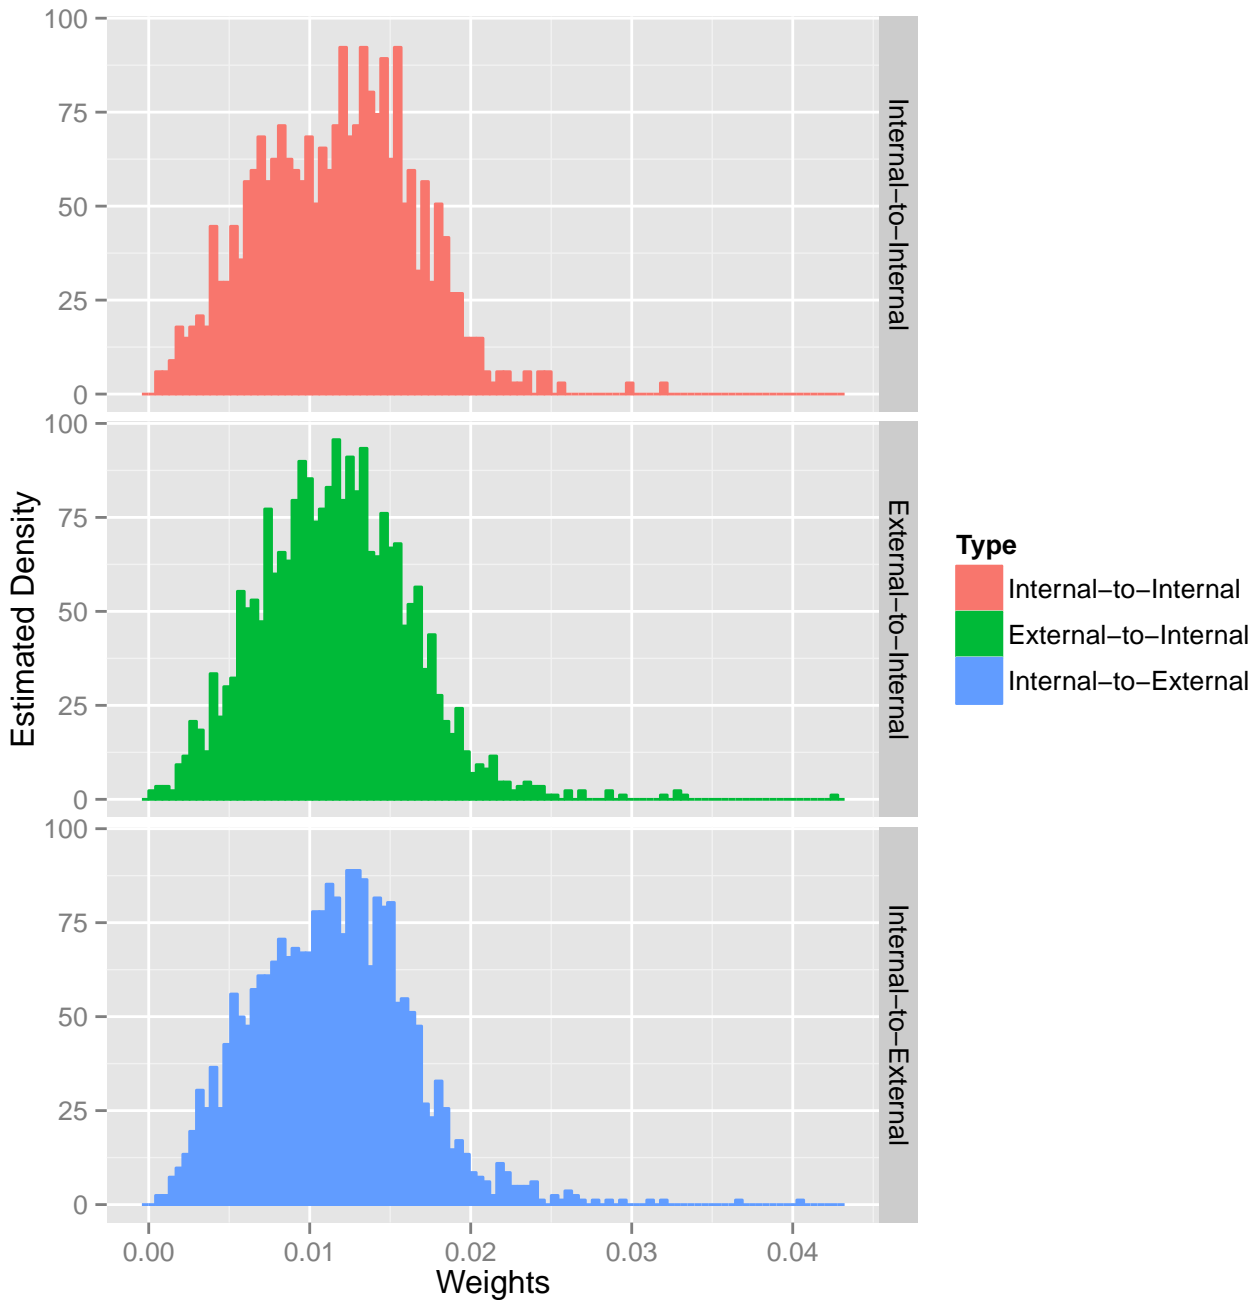 100
75
50
25
0
Internal−to−Internal
100
75
50
25
0
External−to−Internal
100
75
50
25
0
Internal−to−External
Estimated Density
0.00 0.01 0.02 0.03 0.04
Weights
Type
Internal−to−Internal
External−to−Internal
Internal−to−External